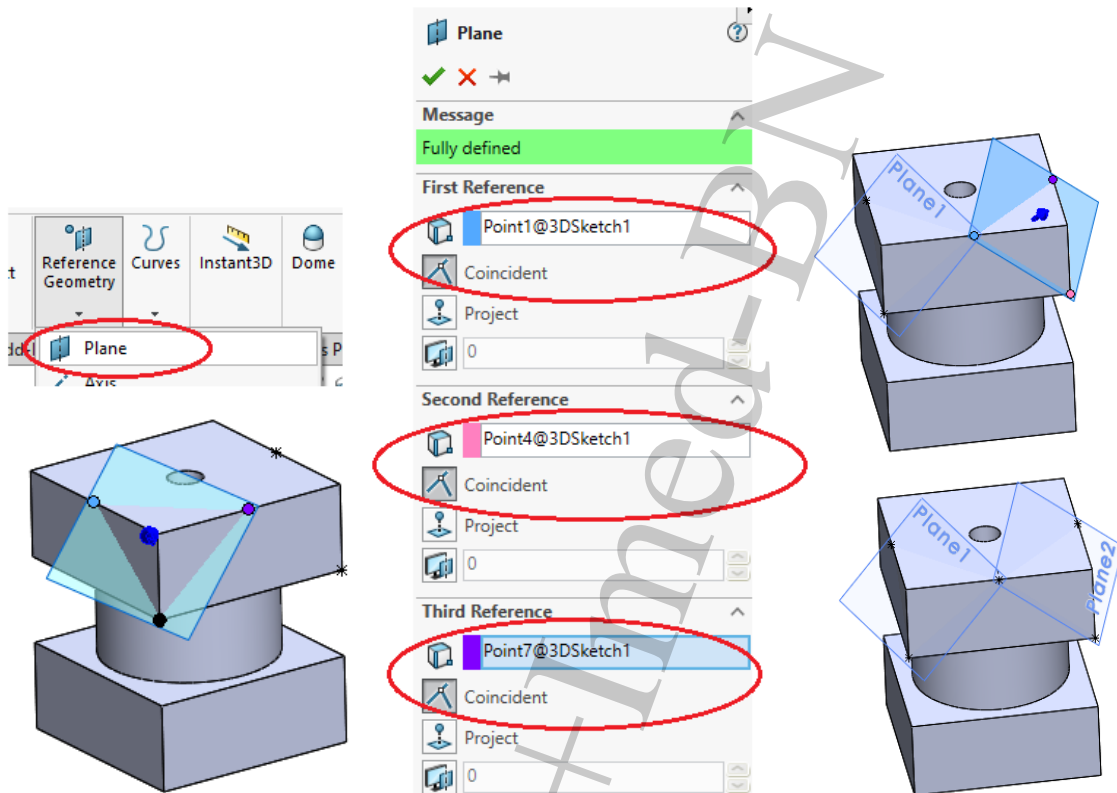 Reference
Geometry
Curves
Instant3D
Dome
Plane
Axis
Plane
Message
Fully defined
First Reference
Point1@3DSketch1
Coincident
Project
0
Second Reference
Point4@3DSketch1
Coincident
Project
0
Third Reference
Point7@3DSketch1
Coincident
Project
0
Plane1
Plane1
Plane2